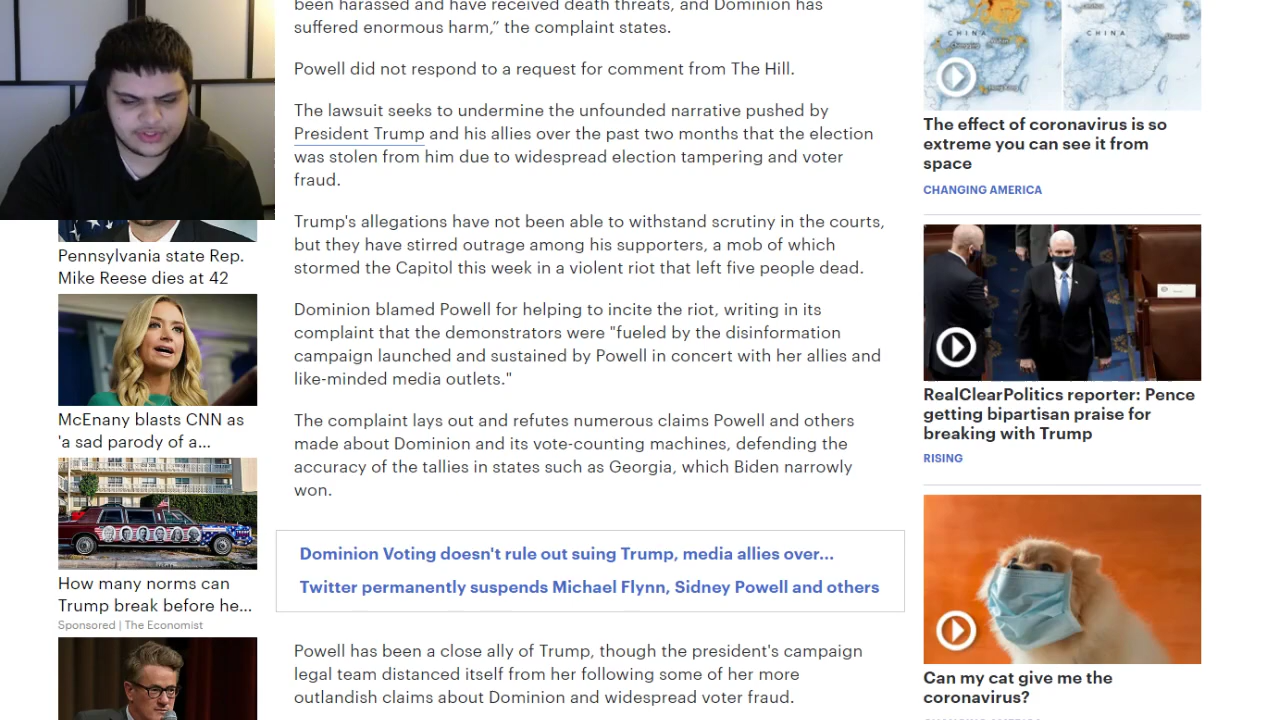 been harassed and have received death threats, and Dominion has
suffered enormous harm,” the complaint states.
Powell did not respond to a request for comment from The Hill.
The lawsuit seeks to undermine the unfounded narrative pushed by
President Trump and his allies over the past two months that the election
was stolen from him due to widespread election tampering and voter
fraud.
Trump's allegations have not been able to withstand scrutiny in the courts,
but they have stirred outrage among his supporters, a mob of which
stormed the Capitol this week in a violent riot that left five people dead.
Dominion blamed Powell for helping to incite the riot, writing in its
complaint that the demonstrators were "fueled by the disinformation
campaign launched and sustained by Powell in concert with her allies and
like-minded media outlets."
The complaint lays out and refutes numerous claims Powell and others
made about Dominion and its vote-counting machines, defending the
accuracy of the tallies in states such as Georgia, which Biden narrowly
won.
Dominion Voting doesn't rule out suing Trump, media allies over...
Twitter permanently suspends Michael Flynn, Sidney Powell and others
Powell has been a close ally of Trump, though the president's campaign
legal team distanced itself from her following some of her more
outlandish claims about Dominion and widespread voter fraud.
Pennsylvania state Rep.
Mike Reese dies at 42
McEnany blasts CNN as
'a sad parody of a...
How many norms can
Trump break before he...
Sponsored | The Economist
CHINA
CHINA
The effect of coronavirus is so
extreme you can see it from
space
CHANGING AMERICA
RealClearPolitics reporter: Pence
getting bipartisan praise for
breaking with Trump
RISING
Can my cat give me the
coronavirus?
CHANGING AMERICA